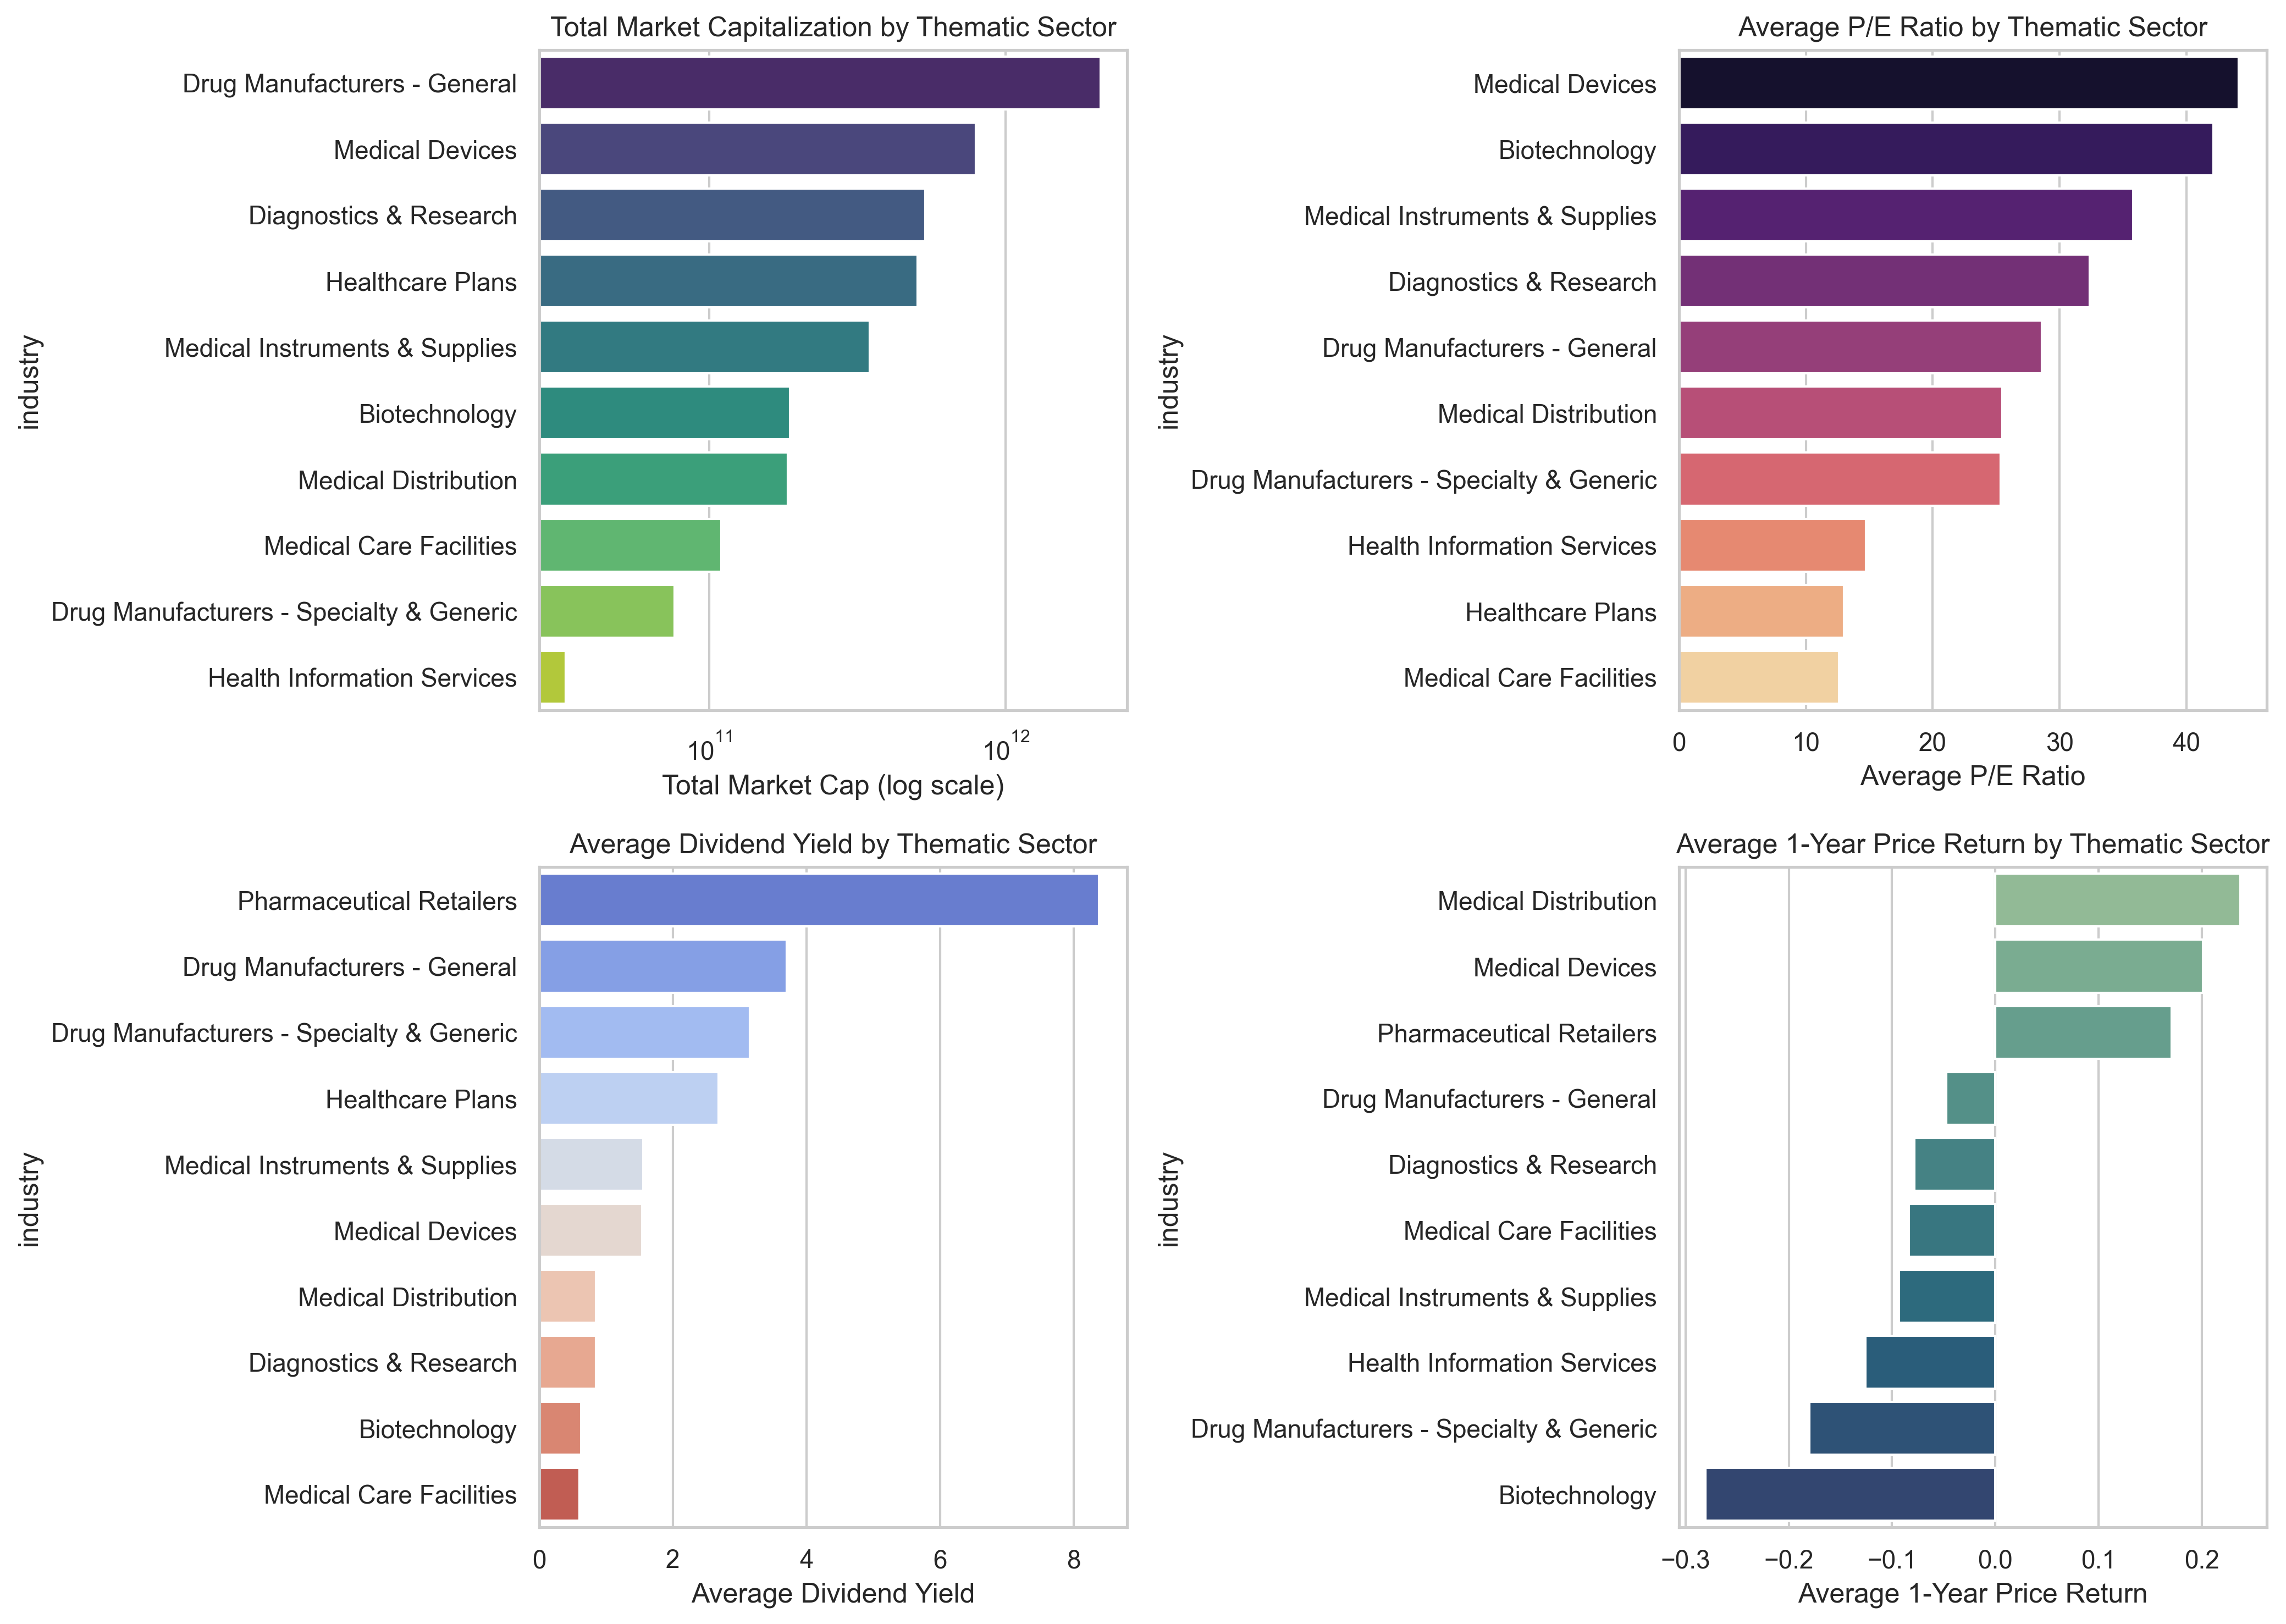 Total Market Capitalization by Thematic Sector
industry
Drug Manufacturers - General
Medical Devices
Diagnostics & Research
Healthcare Plans
Medical Instruments & Supplies
Biotechnology
Medical Distribution
Medical Care Facilities
Drug Manufacturers - Specialty & Generic
Health Information Services
10¹¹ 10¹²
Total Market Cap (log scale)
Average P/E Ratio by Thematic Sector
industry
Medical Devices
Biotechnology
Medical Instruments & Supplies
Diagnostics & Research
Drug Manufacturers - General
Medical Distribution
Drug Manufacturers - Specialty & Generic
Health Information Services
Healthcare Plans
Medical Care Facilities
0 10 20 30 40
Average P/E Ratio
Average Dividend Yield by Thematic Sector
industry
Pharmaceutical Retailers
Drug Manufacturers - General
Drug Manufacturers - Specialty & Generic
Healthcare Plans
Medical Instruments & Supplies
Medical Devices
Medical Distribution
Diagnostics & Research
Biotechnology
Medical Care Facilities
0 2 4 6 8
Average Dividend Yield
Average 1-Year Price Return by Thematic Sector
industry
Medical Distribution
Medical Devices
Pharmaceutical Retailers
Drug Manufacturers - General
Diagnostics & Research
Medical Care Facilities
Medical Instruments & Supplies
Health Information Services
Drug Manufacturers - Specialty & Generic
Biotechnology
−0.3 −0.2 −0.1 0.0 0.1 0.2
Average 1-Year Price Return